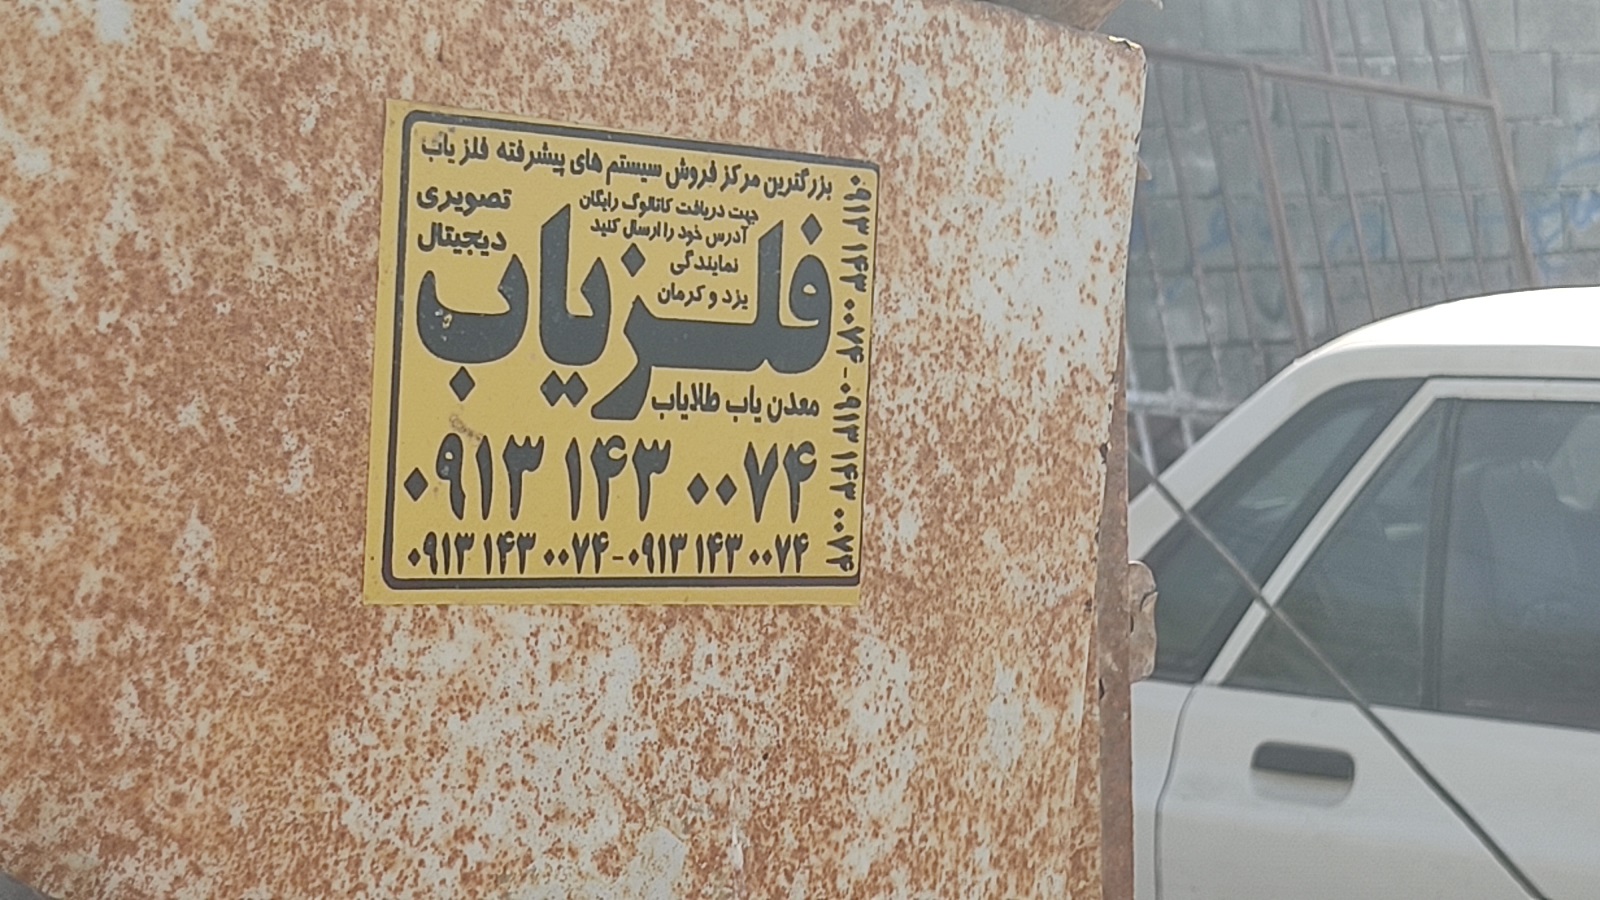 بزرگترین مرکز فروش سیستم های پیشرفته فلز یاب
جهت دریافت کاتالوگ رایگان
آدرس خود را ارسال کنید
نمایندگی
یزد و کرمان
تصویری
دیجیتال
فلزیاب
معدن یاب طلایاب
۰۹۱۳ ۱۴۳ ۰۰۷۴
۰۹۱۳ ۱۴۳ ۰۰۷۴-۰۹۱۳ ۱۴۳ ۰۰۷۴
۰۹۱۳ ۱۴۳ ۰۰۷۴-۰۹۱۳ ۱۴۳ ۰۰۷۴